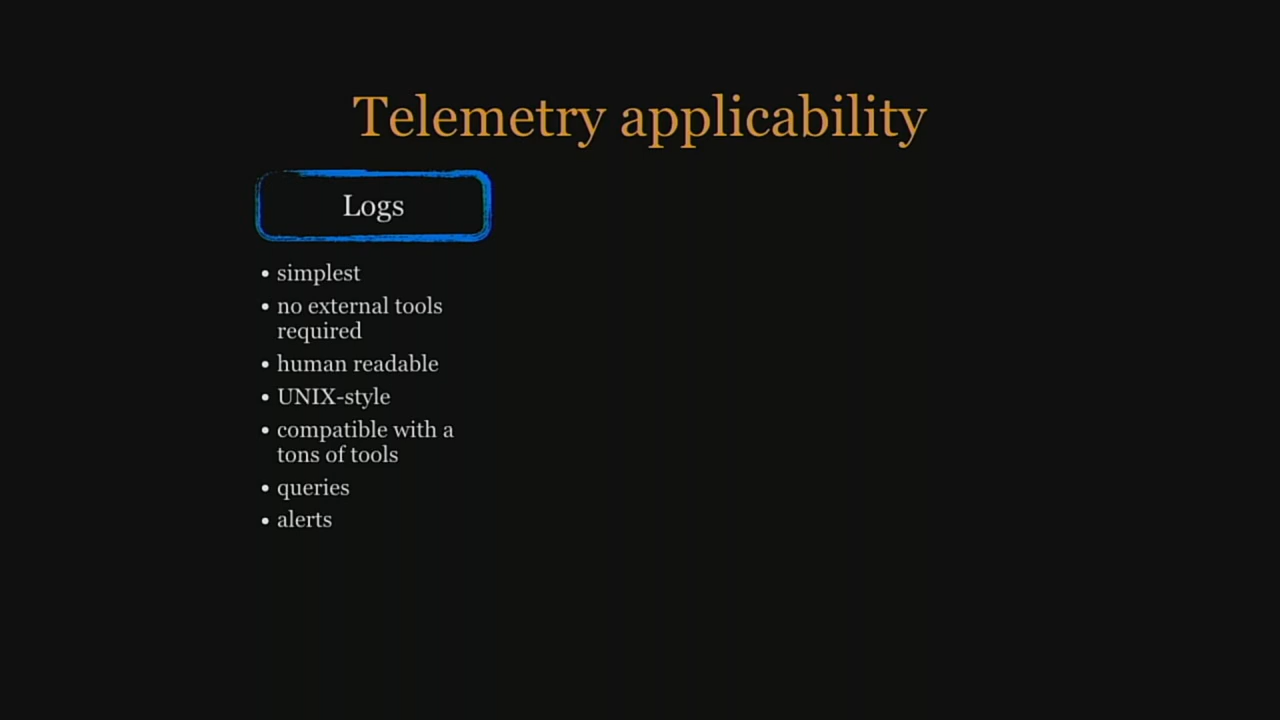 Telemetry applicability
Logs
• simplest
• no external tools
required
• human readable
• UNIX-style
• compatible with a
tons of tools
• queries
• alerts